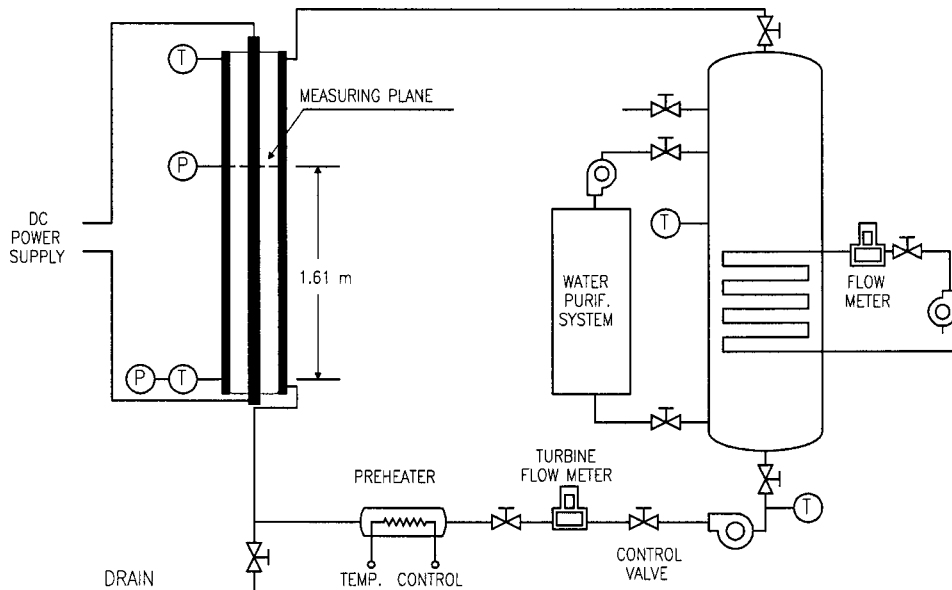 T
MEASURING PLANE
P
DC
POWER
SUPPLY
1.61 m
P
T
T
WATER
PURIF.
SYSTEM
FLOW
METER
TURBINE
FLOW METER
PREHEATER
T
CONTROL
VALVE
TEMP. CONTROL
DRAIN